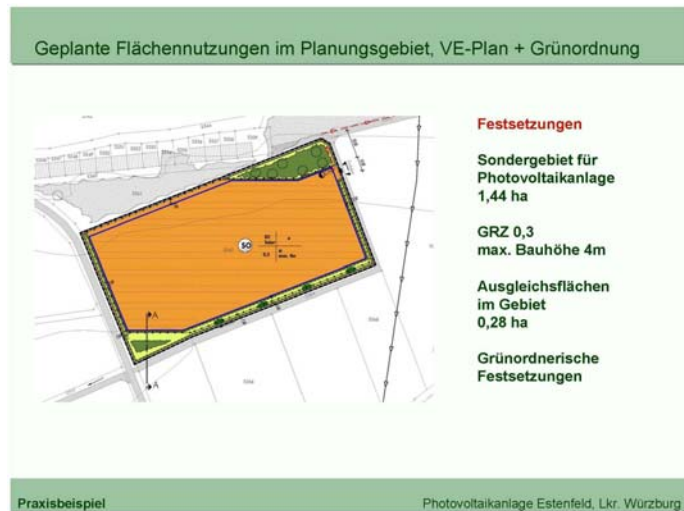 Geplante Flächennutzungen im Planungsgebiet, VE-Plan + Grünordnung
Festsetzungen
Sondergebiet für
Photovoltaikanlage
1,44 ha
GRZ 0,3
max. Bauhöhe 4m
Ausgleichsflächen
im Gebiet
0,28 ha
Grünordnerische
Festsetzungen
SO
A
A
Praxisbeispiel
Photovoltaikanlage Estenfeld, Lkr. Würzburg